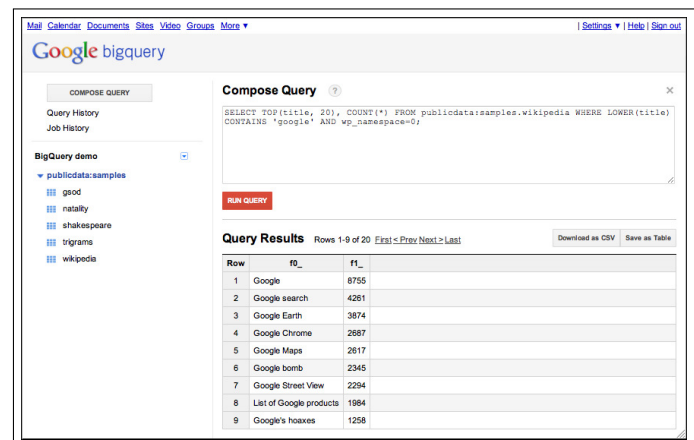 Mail Calendar Documents Sites Video Groups More ▼ | Settings ▼ | Help | Sign out
Google bigquery
COMPOSE QUERY
Query History
Job History
BigQuery demo
publicdata:samples
gsod
natality
shakespeare
trigrams
wikipedia
Compose Query ? ×
SELECT TOP(title, 20), COUNT(*) FROM publicdata:samples.wikipedia WHERE LOWER(title)
CONTAINS 'google' AND wp_namespace=0;
RUN QUERY
Query Results Rows 1-9 of 20 First < Prev Next > Last Download as CSV Save as Table
Row f0_ f1_
1 Google 8755
2 Google search 4261
3 Google Earth 3874
4 Google Chrome 2687
5 Google Maps 2617
6 Google bomb 2345
7 Google Street View 2294
8 List of Google products 1984
9 Google's hoaxes 1258